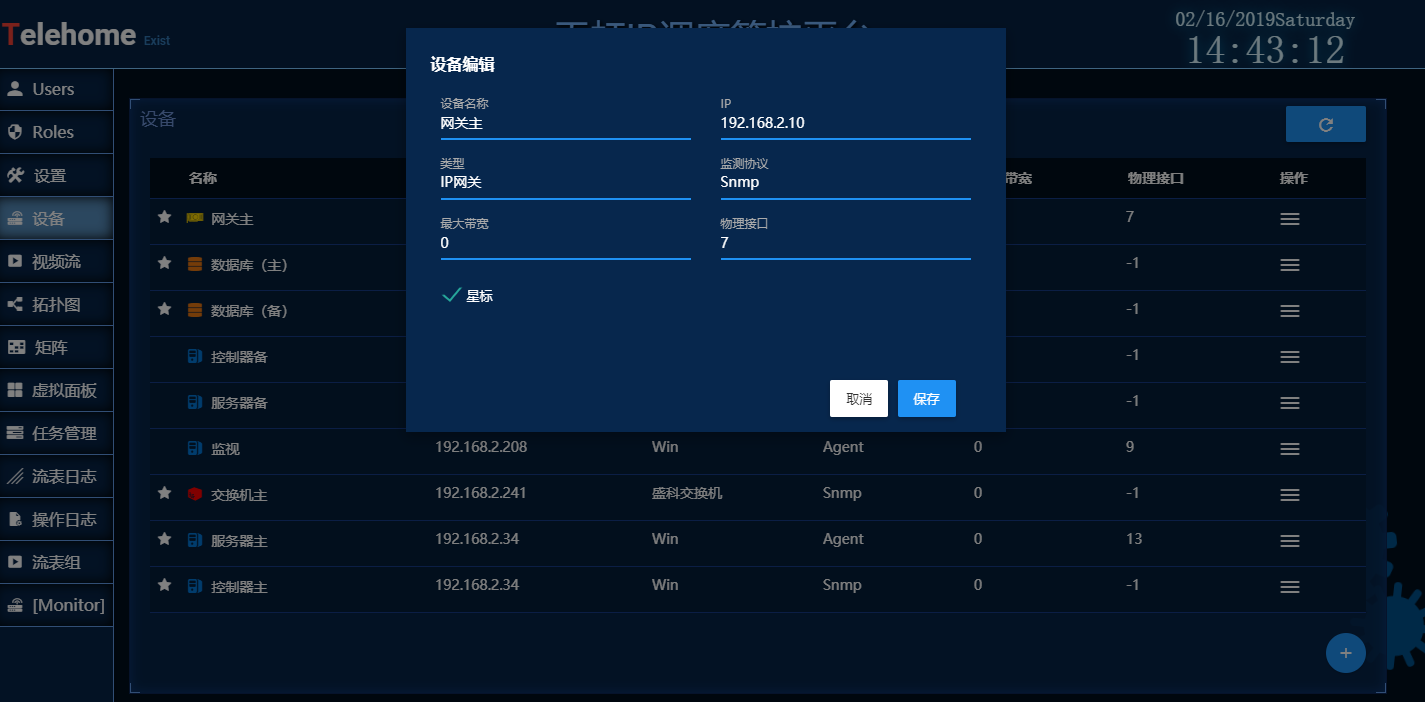 Telehome Exist
02/16/2019Saturday
14:43:12
Users
Roles
设置
设备
视频流
拓扑图
矩阵
虚拟面板
任务管理
流表日志
操作日志
流表组
[Monitor]
设备
名称 带宽 物理接口 操作
网关主 7
数据库（主） -1
数据库（备） -1
控制器备 -1
服务器备 -1
监视 192.168.2.208 Win Agent 0 9
交换机主 192.168.2.241 盛科交换机 Snmp 0 -1
服务器主 192.168.2.34 Win Agent 0 13
控制器主 192.168.2.34 Win Snmp 0 -1
设备编辑
设备名称 IP
网关主 192.168.2.10
类型 监测协议
IP网关 Snmp
最大带宽 物理接口
0 7
星标
取消 保存